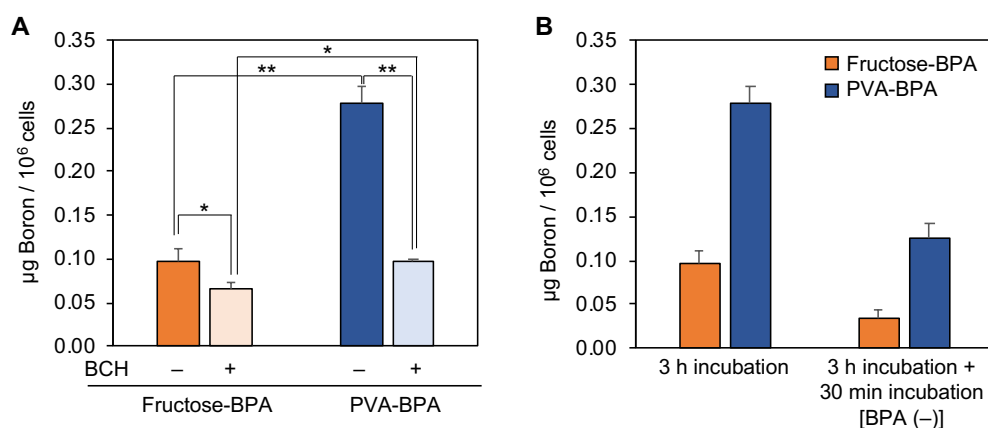 A
0.35
0.30
0.25
0.20
0.15
0.10
0.05
0.00
µg Boron / 10⁶ cells
*
**
**
*
BCH – + – +
Fructose-BPA PVA-BPA
B
0.35
0.30
0.25
0.20
0.15
0.10
0.05
0.00
µg Boron / 10⁶ cells
Fructose-BPA
PVA-BPA
3 h incubation
3 h incubation +
30 min incubation
[BPA (–)]